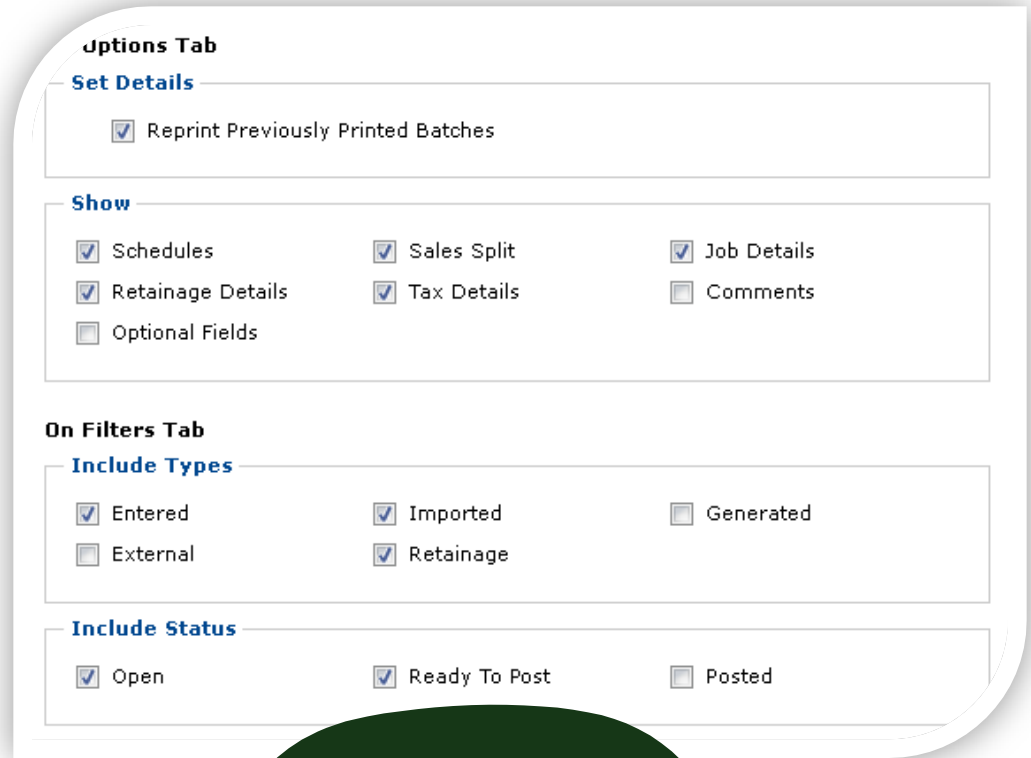 Options Tab
Set Details
Reprint Previously Printed Batches
Show
Schedules Sales Split Job Details
Retainage Details Tax Details Comments
Optional Fields
On Filters Tab
Include Types
Entered Imported Generated
External Retainage
Include Status
Open Ready To Post Posted